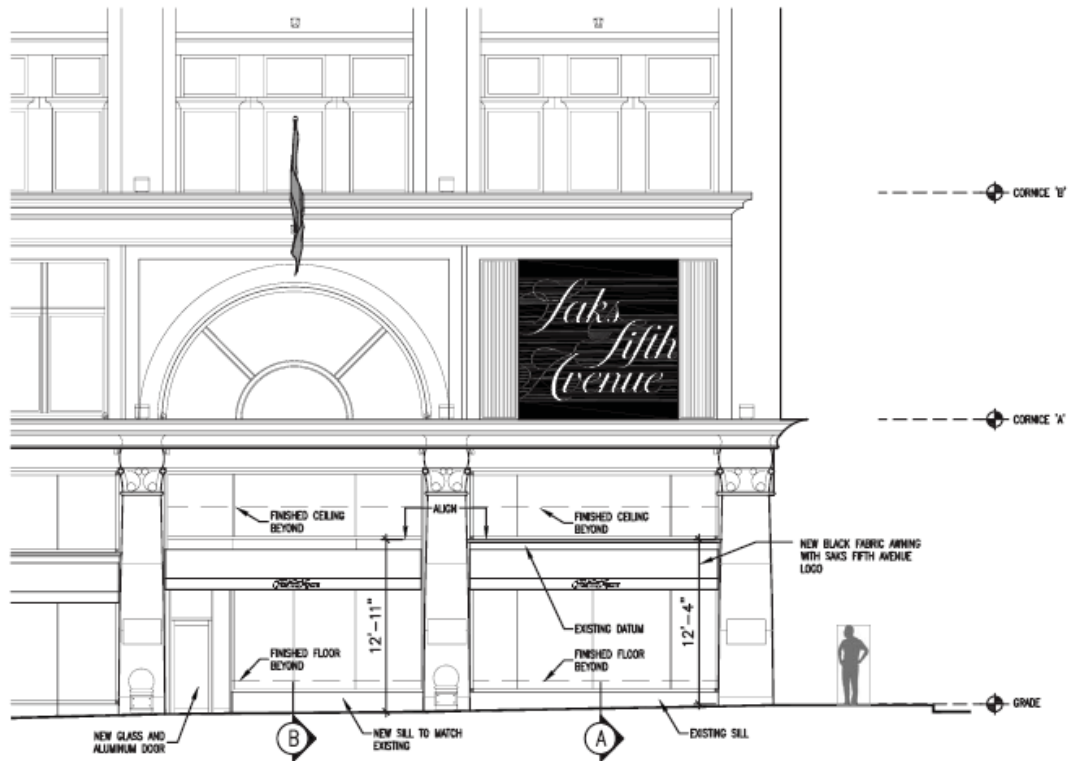 CORNICE 'B'
Saks
fifth
Avenue
CORNICE 'A'
FINISHED CEILING
BEYOND
ALIGN
FINISHED CEILING
BEYOND
NEW BLACK FABRIC AWNING
WITH SAKS FIFTH AVENUE
LOGO
12'-11"
12'-4"
EXISTING DATUM
FINISHED FLOOR
BEYOND
FINISHED FLOOR
BEYOND
GRADE
NEW GLASS AND
ALUMINUM DOOR
B
NEW SILL TO MATCH
EXISTING
A
EXISTING SILL